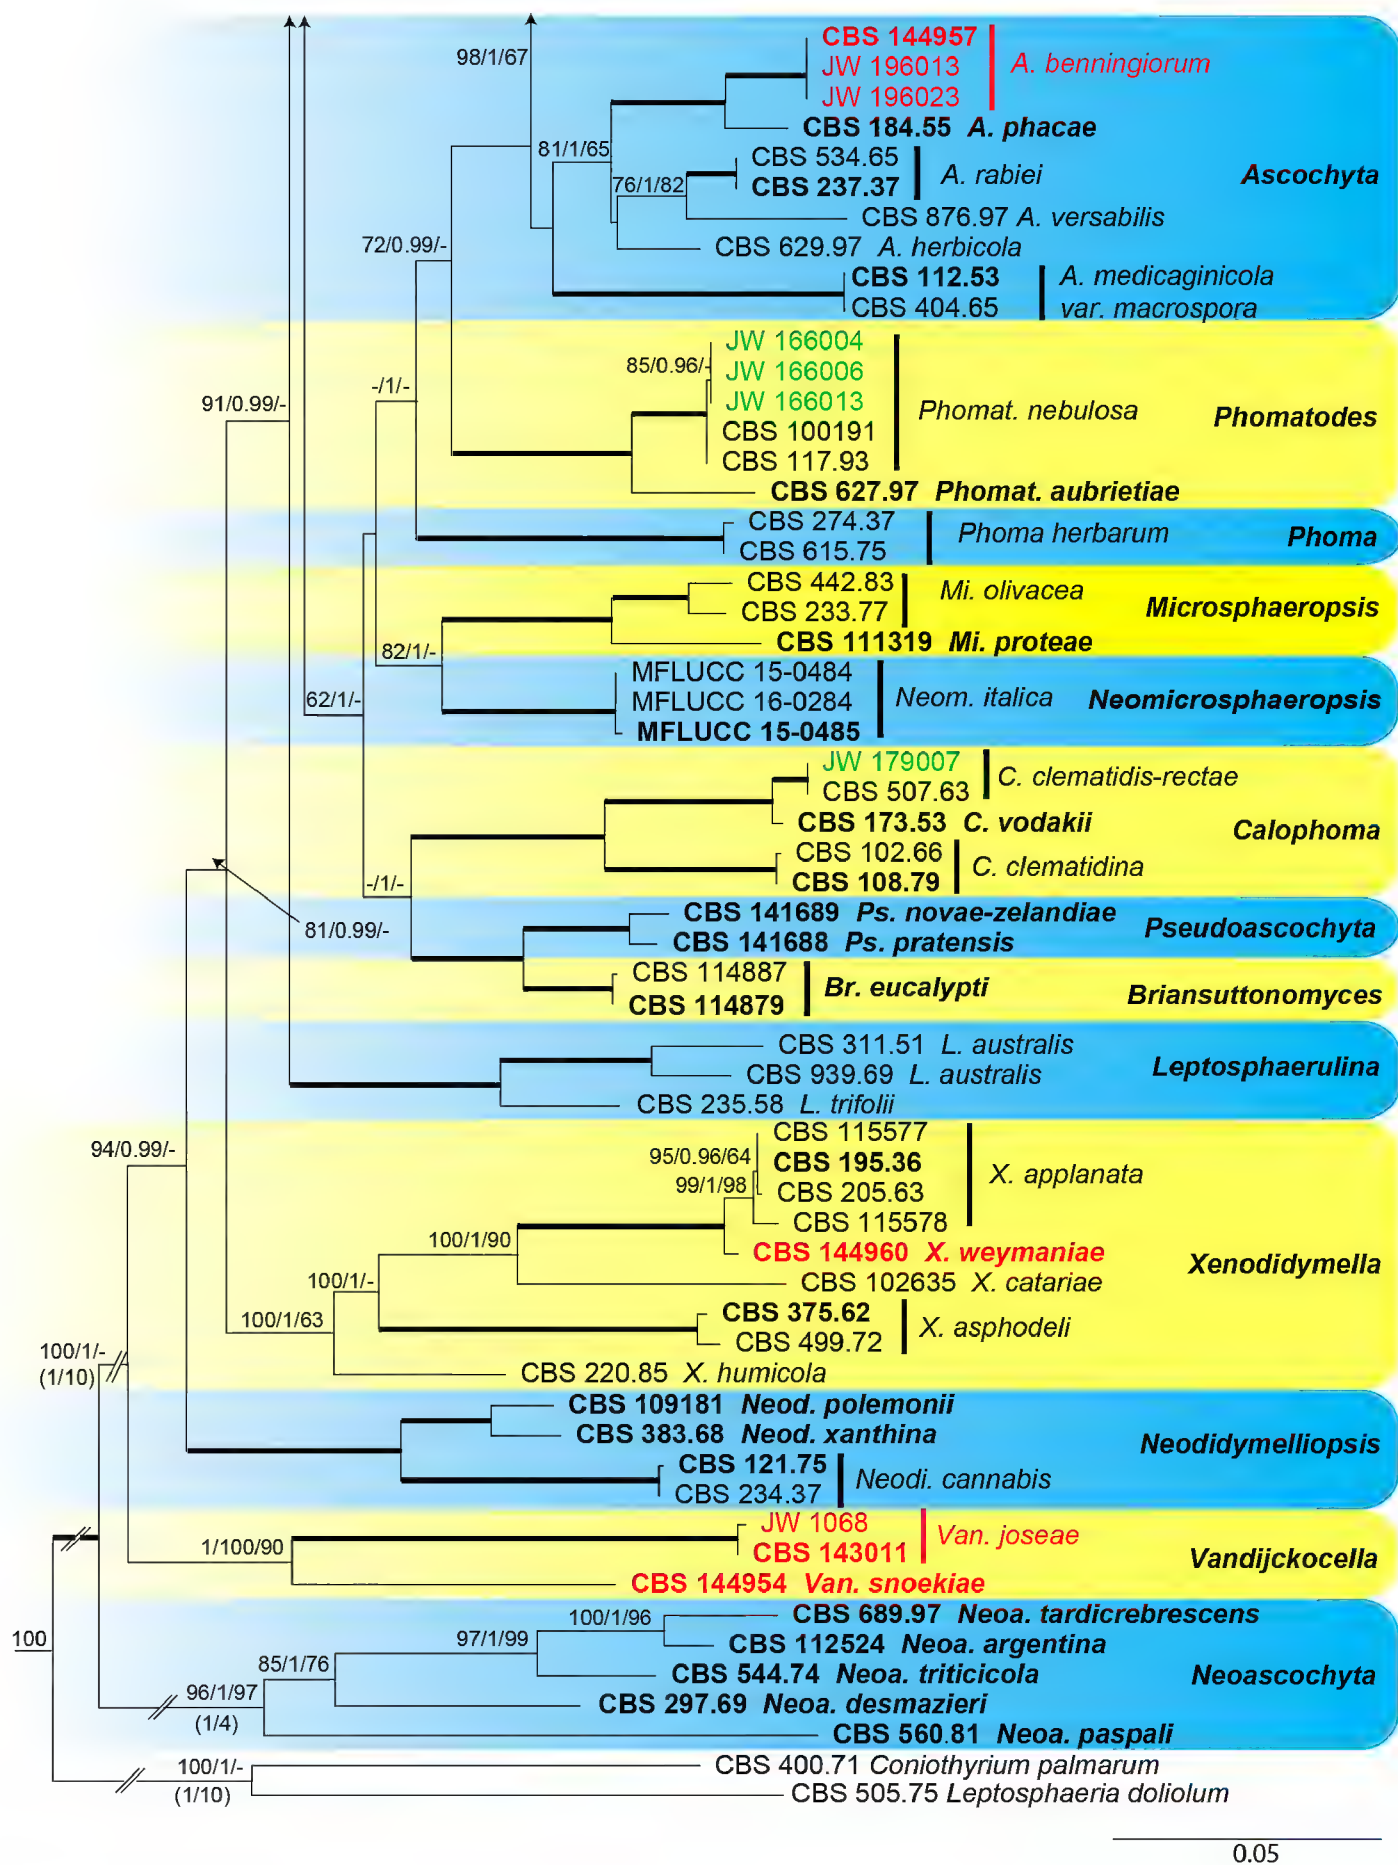 98/1/67
CBS 144957
JW 196013
A. benningiorum
JW 196023
CBS 184.55 A. phacae
81/1/65
CBS 534.65
CBS 237.37
A. rabiei
Ascochyta
76/1/82
CBS 876.97 A. versabilis
72/0.99/-
CBS 629.97 A. herbicola
CBS 112.53
A. medicaginicola
CBS 404.65
var. macrospora
JW 166004
85/0.96/-
JW 166006
-/1/-
91/0.99/-
JW 166013
Phomat. nebulosa
Phomatodes
CBS 100191
CBS 117.93
CBS 627.97 Phomat. aubrietiae
CBS 274.37
Phoma herbarum
Phoma
CBS 615.75
CBS 442.83
Mi. olivacea
CBS 233.77
Microsphaeropsis
CBS 111319 Mi. proteae
82/1/-
MFLUCC 15-0484
62/1/-
MFLUCC 16-0284
Neom. italica
Neomicrosphaeropsis
MFLUCC 15-0485
JW 179007
C. clematidis-rectae
CBS 507.63
CBS 173.53 C. vodakii
Calophoma
CBS 102.66
C. clematidina
CBS 108.79
-/1/-
CBS 141689 Ps. novae-zelandiae
81/0.99/-
Pseudoascochyta
CBS 141688 Ps. pratensis
CBS 114887
Br. eucalypti
Briansuttonomyces
CBS 114879
CBS 311.51 L. australis
Leptosphaerulina
CBS 939.69 L. australis
CBS 235.58 L. trifolii
94/0.99/-
CBS 115577
95/0.96/64
CBS 195.36
X. applanata
99/1/98
CBS 205.63
CBS 115578
100/1/90
CBS 144960 X. weymaniae
Xenodidymella
100/1/-
CBS 102635 X. catariae
100/1/63
CBS 375.62
X. asphodeli
CBS 499.72
100/1/-
(1/10)
CBS 220.85 X. humicola
CBS 109181 Neod. polemonii
CBS 383.68 Neod. xanthina
Neodidymelliopsis
CBS 121.75
Neodi. cannabis
CBS 234.37
JW 1068
Van. joseae
1/100/90
CBS 143011
Vandijckocella
CBS 144954 Van. snoekiae
100/1/96
CBS 689.97 Neoa. tardicrebrescens
100
97/1/99
CBS 112524 Neoa. argentina
85/1/76
CBS 544.74 Neoa. triticicola
Neoascochyta
96/1/97
(1/4)
CBS 297.69 Neoa. desmazieri
CBS 560.81 Neoa. paspali
100/1/-
(1/10)
CBS 400.71 Coniothyrium palmarum
CBS 505.75 Leptosphaeria doliolum
0.05